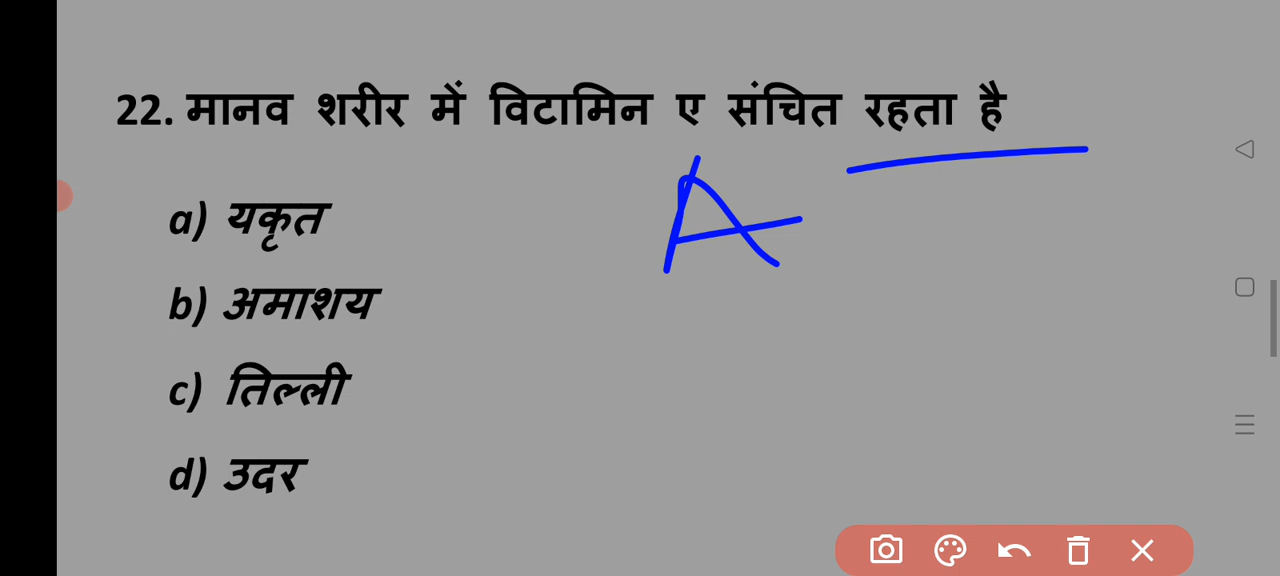 22. मानव शरीर में विटामिन ए संचित रहता है
A
a) यकृत
b) अमाशय
c) तिल्ली
d) उदर